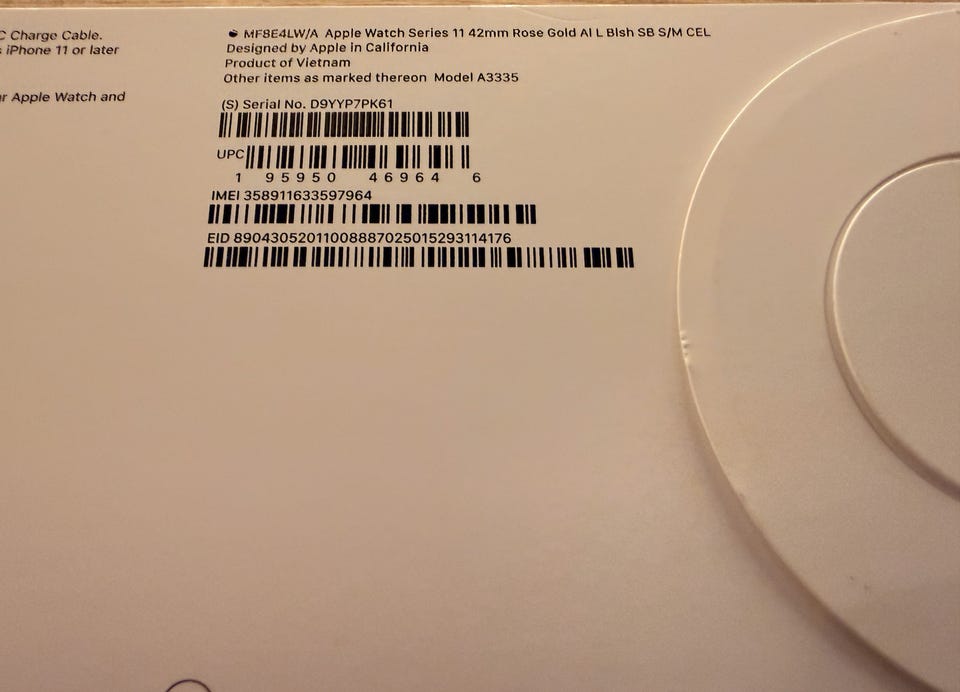 C Charge Cable.
iPhone 11 or later
r Apple Watch and
MF8E4LW/A Apple Watch Series 11 42mm Rose Gold Al L Blsh SB S/M CEL
Designed by Apple in California
Product of Vietnam
Other items as marked thereon Model A3335
(S) Serial No. D9YYP7PK61
UPC
1 95950 46964 6
IMEI 358911633597964
EID 89043052011008887025015293114176